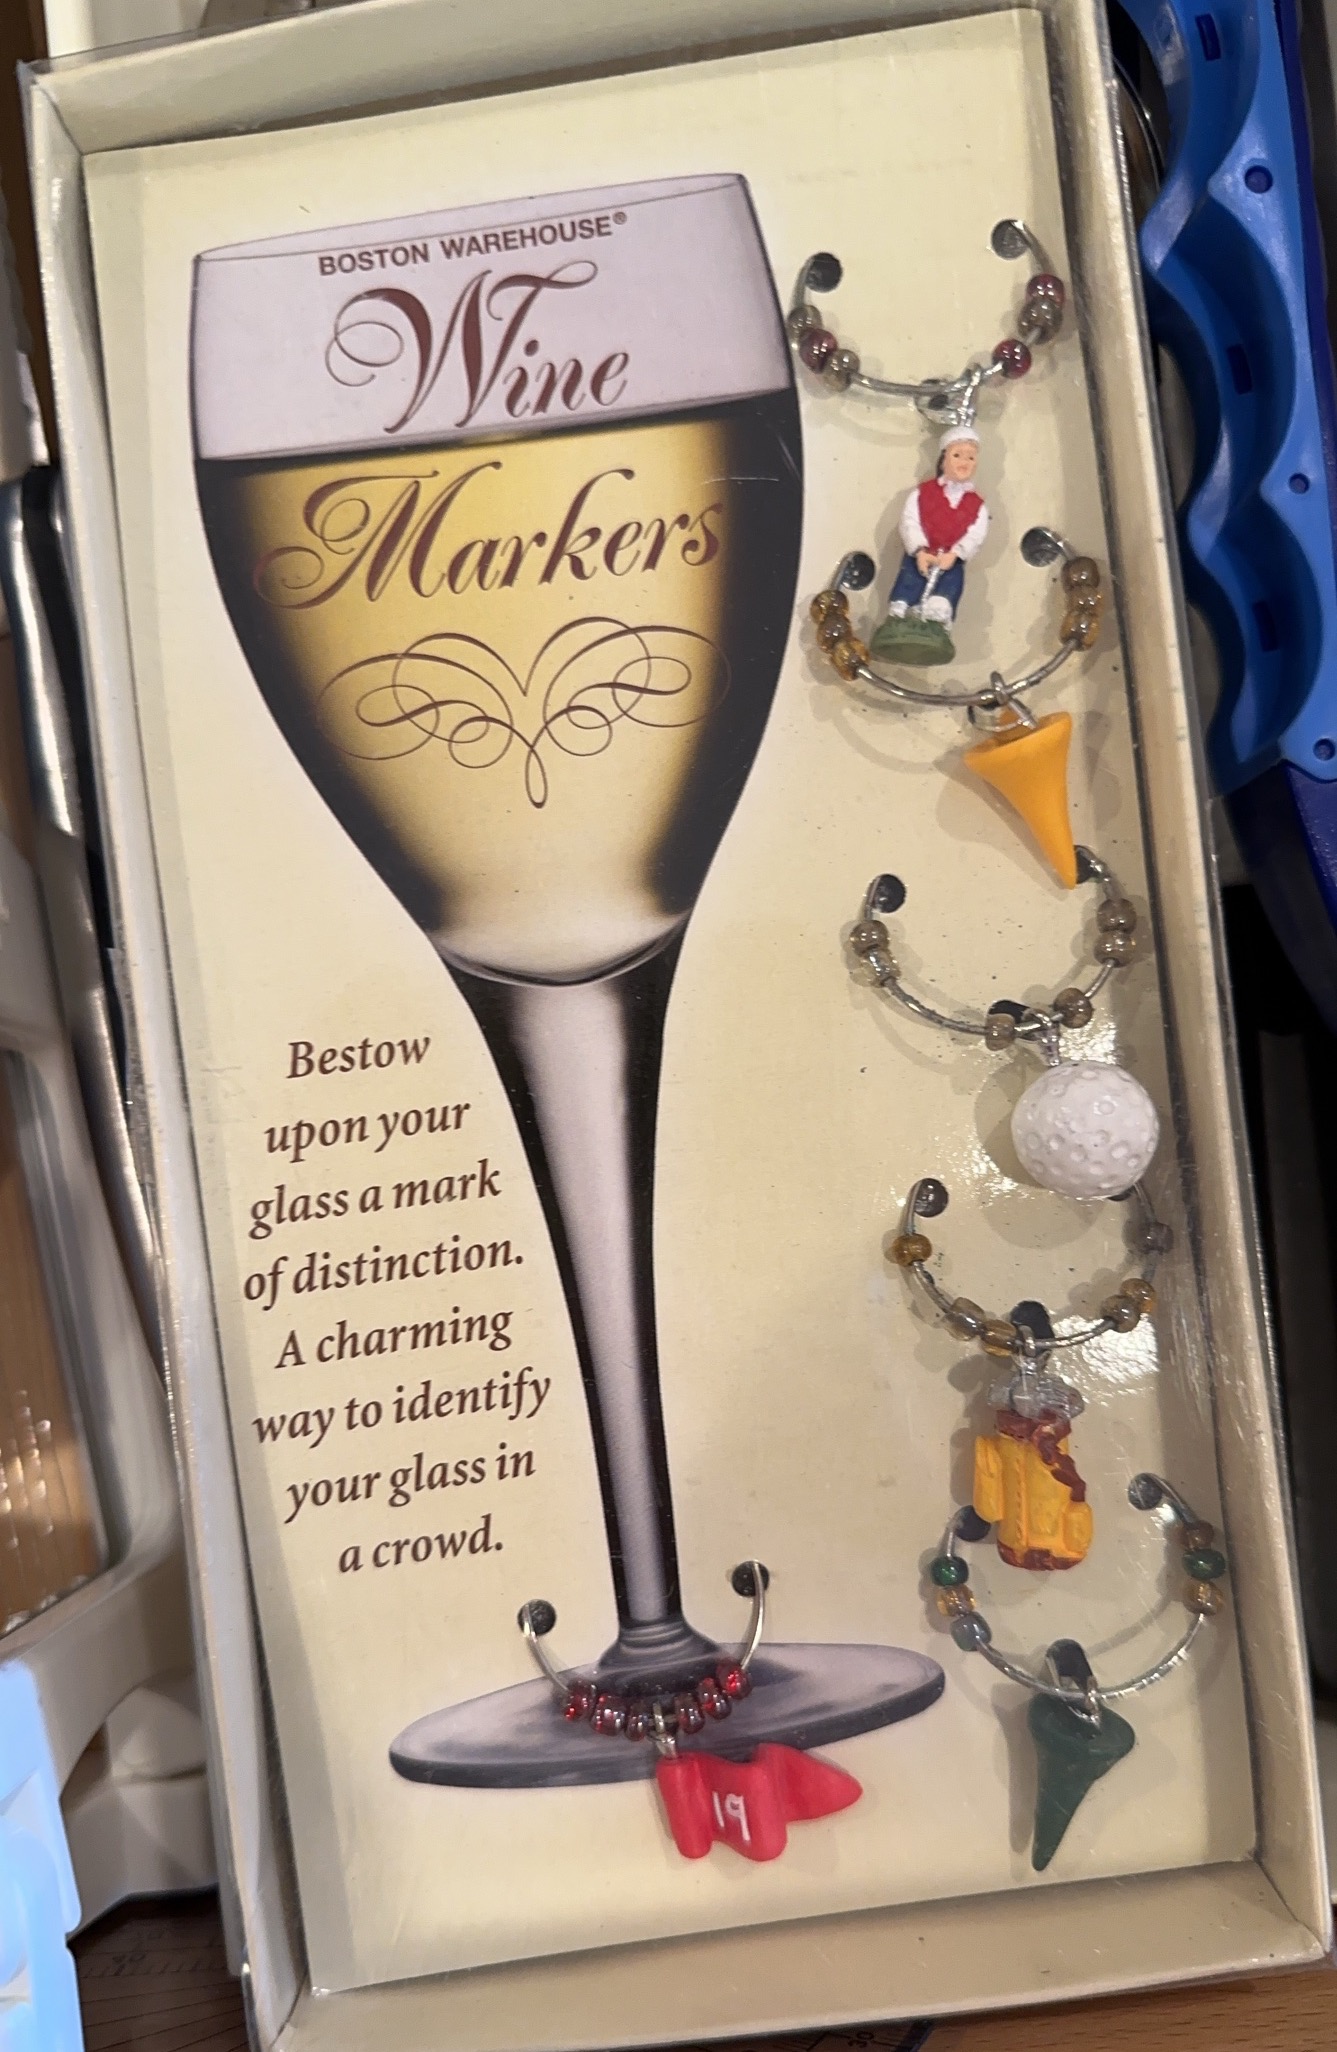 BOSTON WAREHOUSE®
Wine
Markers
Bestow
upon your
glass a mark
of distinction.
A charming
way to identify
your glass in
a crowd.
19